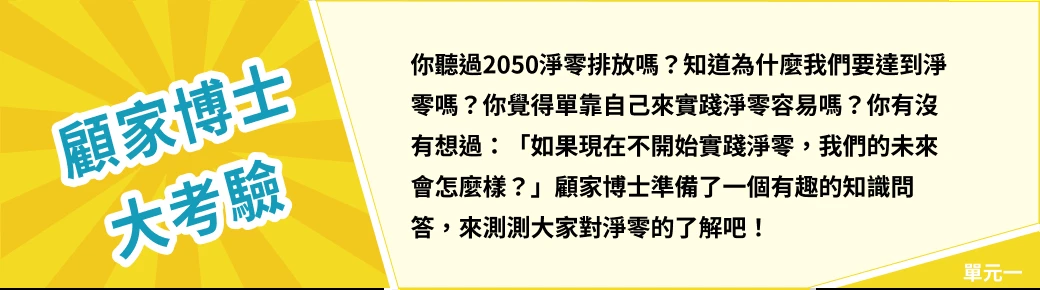 顧家博士
大考驗
你聽過2050淨零排放嗎？知道為什麼我們要達到淨
零嗎？你覺得單靠自己來實踐淨零容易嗎？你有沒
有想過：「如果現在不開始實踐淨零，我們的未來
會怎麼樣？」顧家博士準備了一個有趣的知識問
答，來測測大家對淨零的了解吧！
單元一